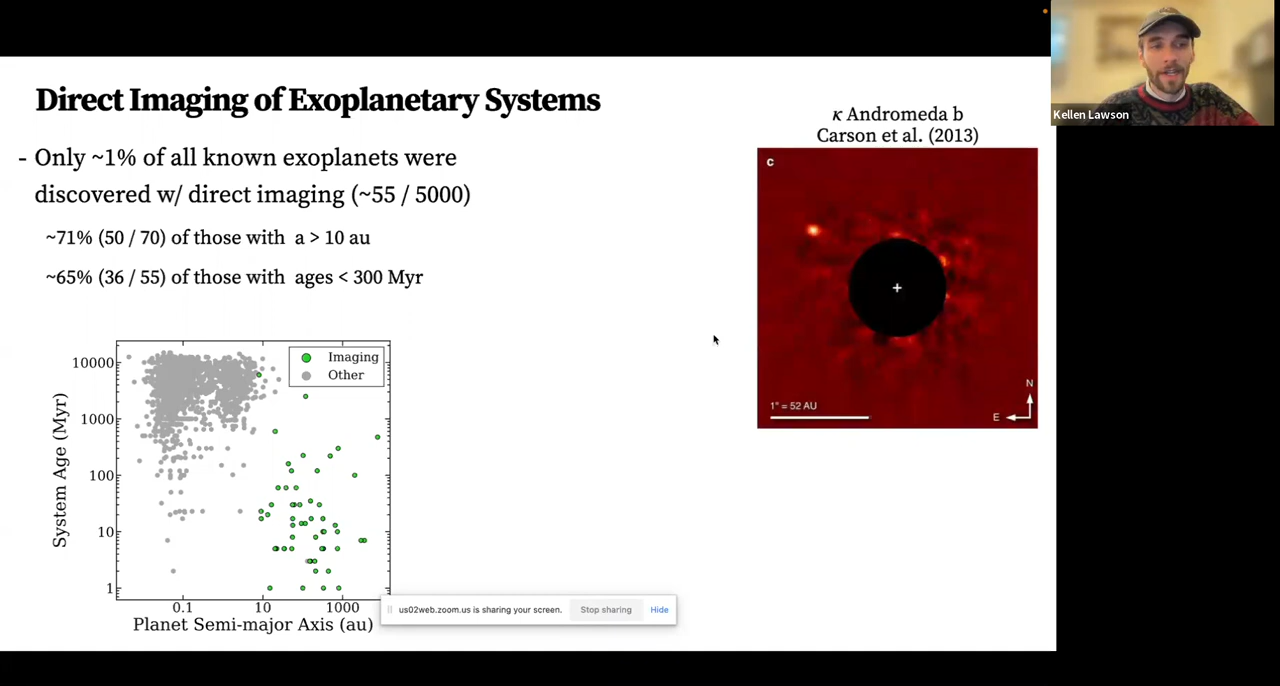 Direct Imaging of Exoplanetary Systems
- Only ~1% of all known exoplanets were
discovered w/ direct imaging (~55 / 5000)
~71% (50 / 70) of those with a > 10 au
~65% (36 / 55) of those with ages < 300 Myr
10000
1000
100
10
1
System Age (Myr)
Imaging
Other
0.1
10
1000
Planet Semi-major Axis (au)
κ Andromeda b
Carson et al. (2013)
c
1" = 52 AU
N
E
us02web.zoom.us is sharing your screen.
Stop sharing
Hide
Kellen Lawson